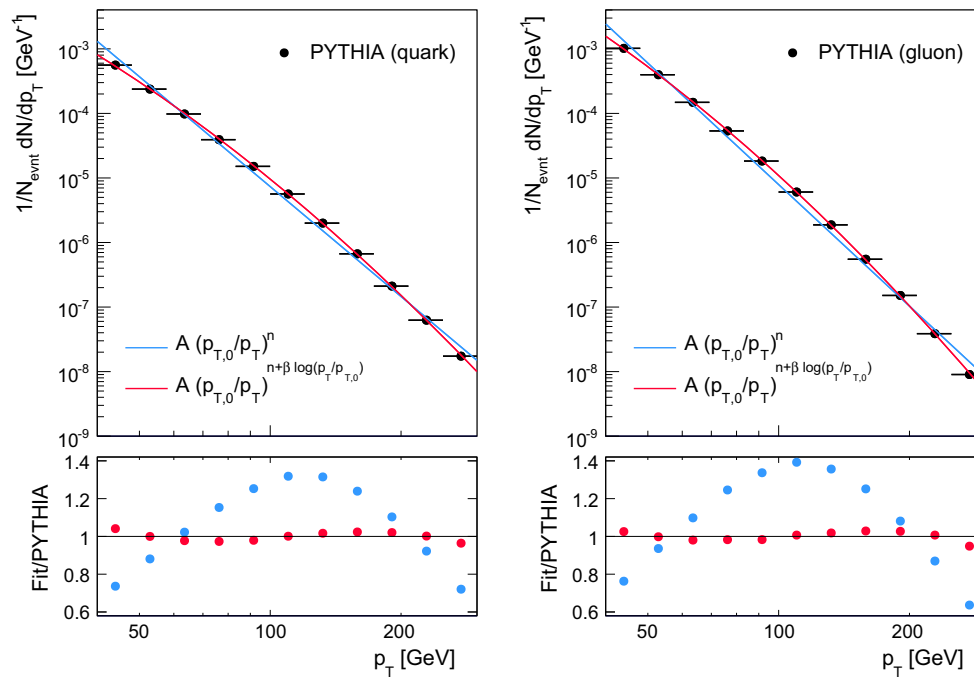 1/N_evnt dN/dp_T [GeV^-1]
10^-3
10^-4
10^-5
10^-6
10^-7
10^-8
10^-9
PYTHIA (quark)
A (p_T,0/p_T)^n
A (p_T,0/p_T)^n+β log(p_T/p_T,0)
Fit/PYTHIA
1.4
1.2
1
0.8
0.6
50 100 200
p_T [GeV]
1/N_evnt dN/dp_T [GeV^-1]
10^-3
10^-4
10^-5
10^-6
10^-7
10^-8
10^-9
PYTHIA (gluon)
A (p_T,0/p_T)^n
A (p_T,0/p_T)^n+β log(p_T/p_T,0)
Fit/PYTHIA
1.4
1.2
1
0.8
0.6
50 100 200
p_T [GeV]